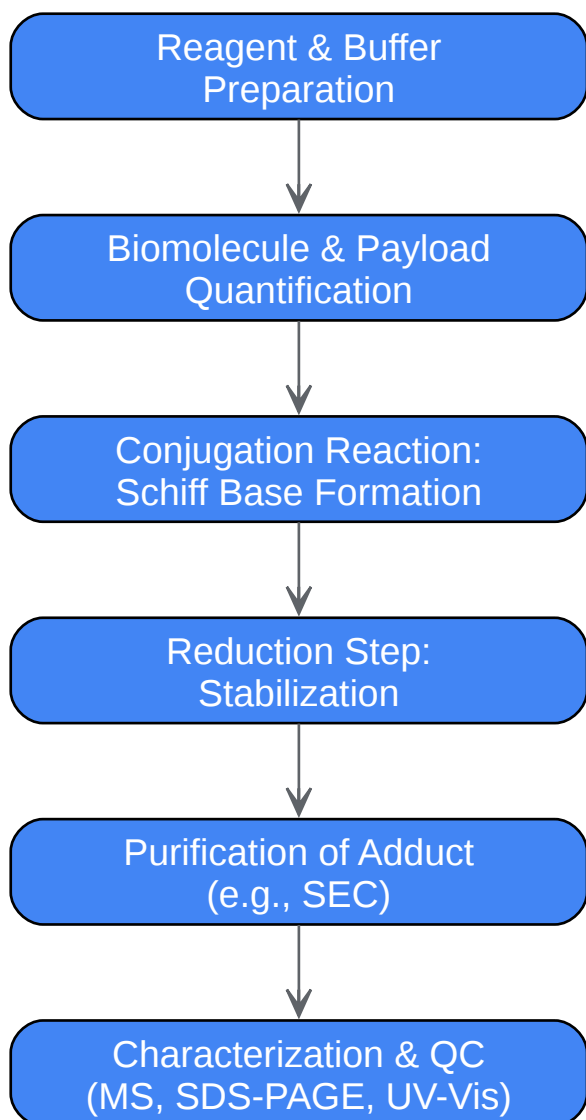 Reagent & Buffer
Preparation
Biomolecule & Payload
Quantification
Conjugation Reaction:
Schiff Base Formation
Reduction Step:
Stabilization
Purification of Adduct
(e.g., SEC)
Characterization & QC
(MS, SDS-PAGE, UV-Vis)